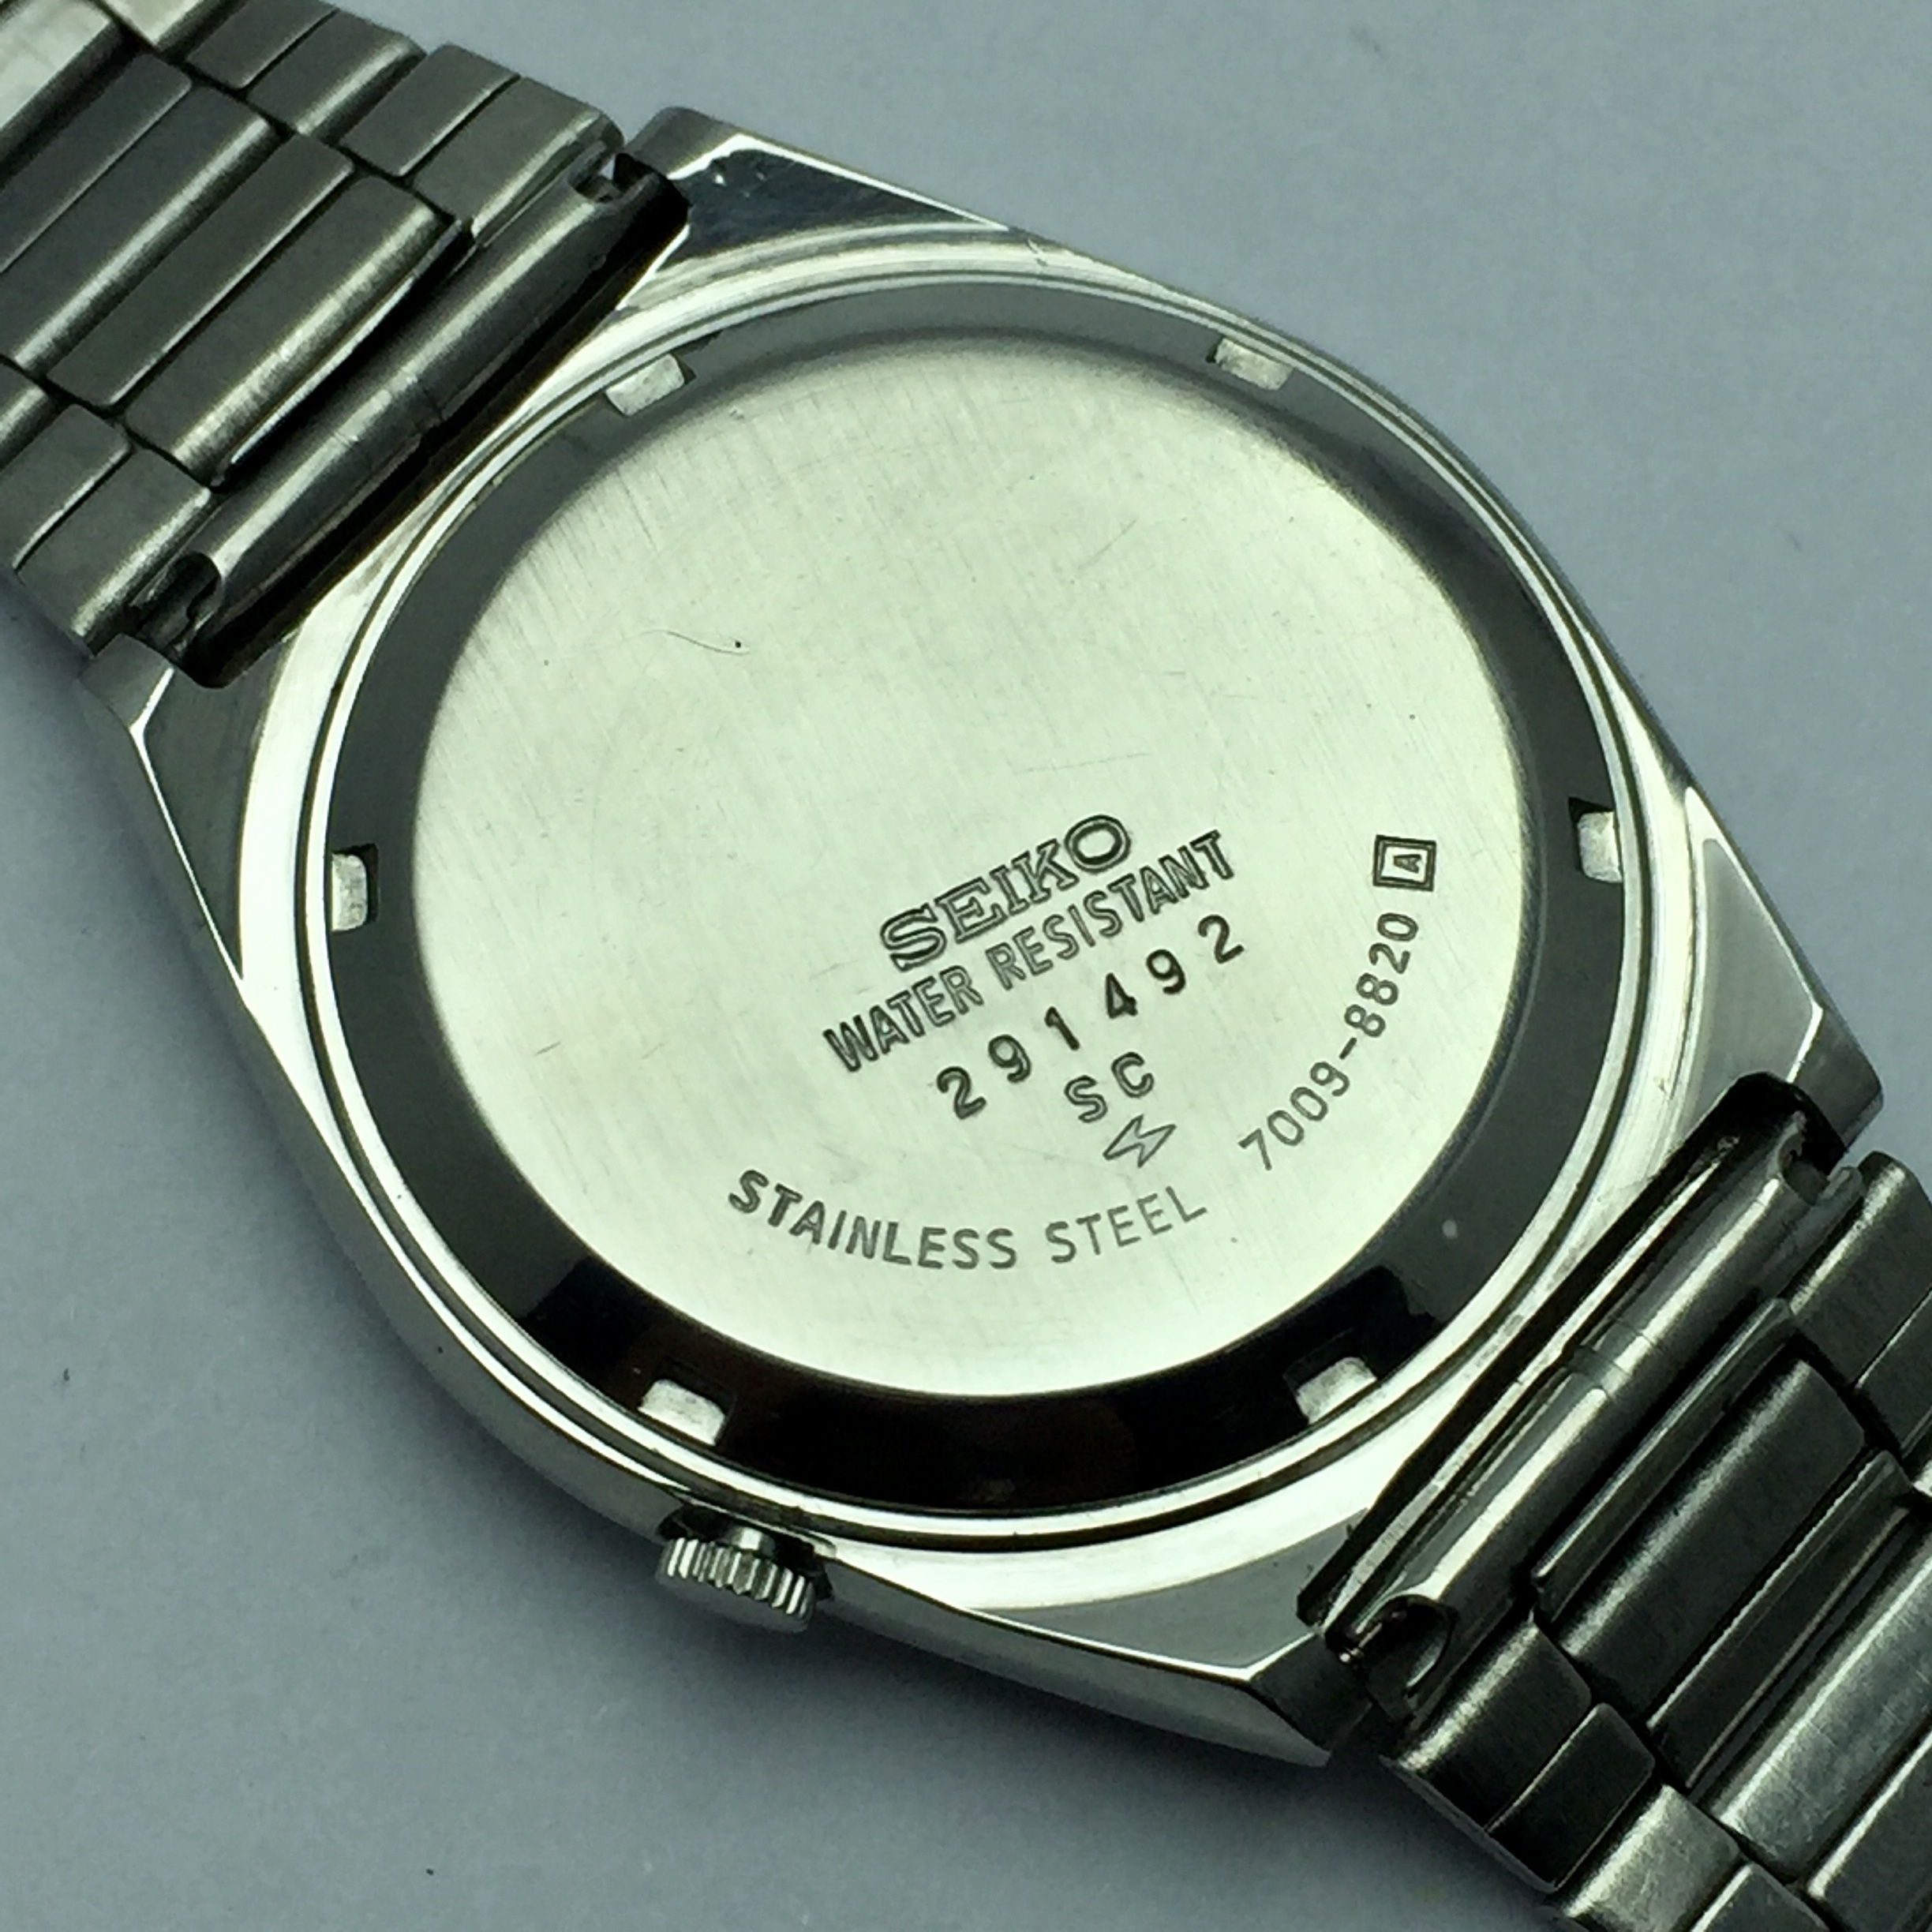 SEIKO
WATER RESISTANT
291492
SC
STAINLESS STEEL
7009-8820 A